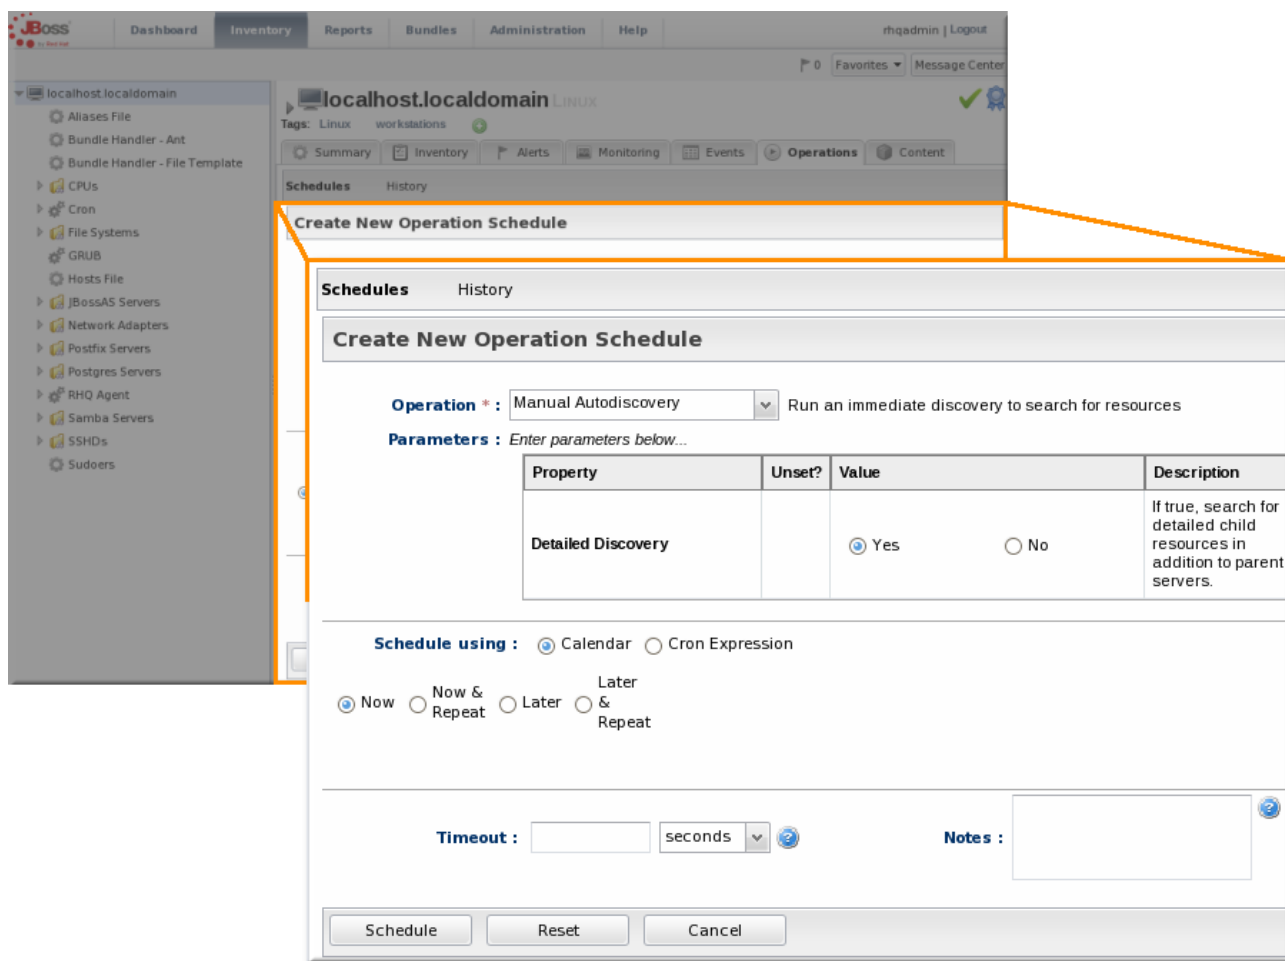 JBoss
by Red Hat
Dashboard
Inventory
Reports
Bundles
Administration
Help
rhqadmin | Logout
0
Favorites
Message Center
localhost.localdomain
Aliases File
Bundle Handler - Ant
Bundle Handler - File Template
CPUs
Cron
File Systems
GRUB
Hosts File
JBossAS Servers
Network Adapters
Postfix Servers
Postgres Servers
RHQ Agent
Samba Servers
SSHDs
Sudoers
localhost.localdomain LINUX
Tags: Linux workstations
Summary
Inventory
Alerts
Monitoring
Events
Operations
Content
Schedules
History
Create New Operation Schedule
Schedules
History
Create New Operation Schedule
Operation * : Manual Autodiscovery Run an immediate discovery to search for resources
Parameters : Enter parameters below...
Property Unset? Value Description
Detailed Discovery
Yes
No
If true, search for
detailed child
resources in
addition to parent
servers.
Schedule using : Calendar Cron Expression
Now
Now &
Repeat
Later
Later
&
Repeat
Timeout : seconds
Notes :
Schedule
Reset
Cancel